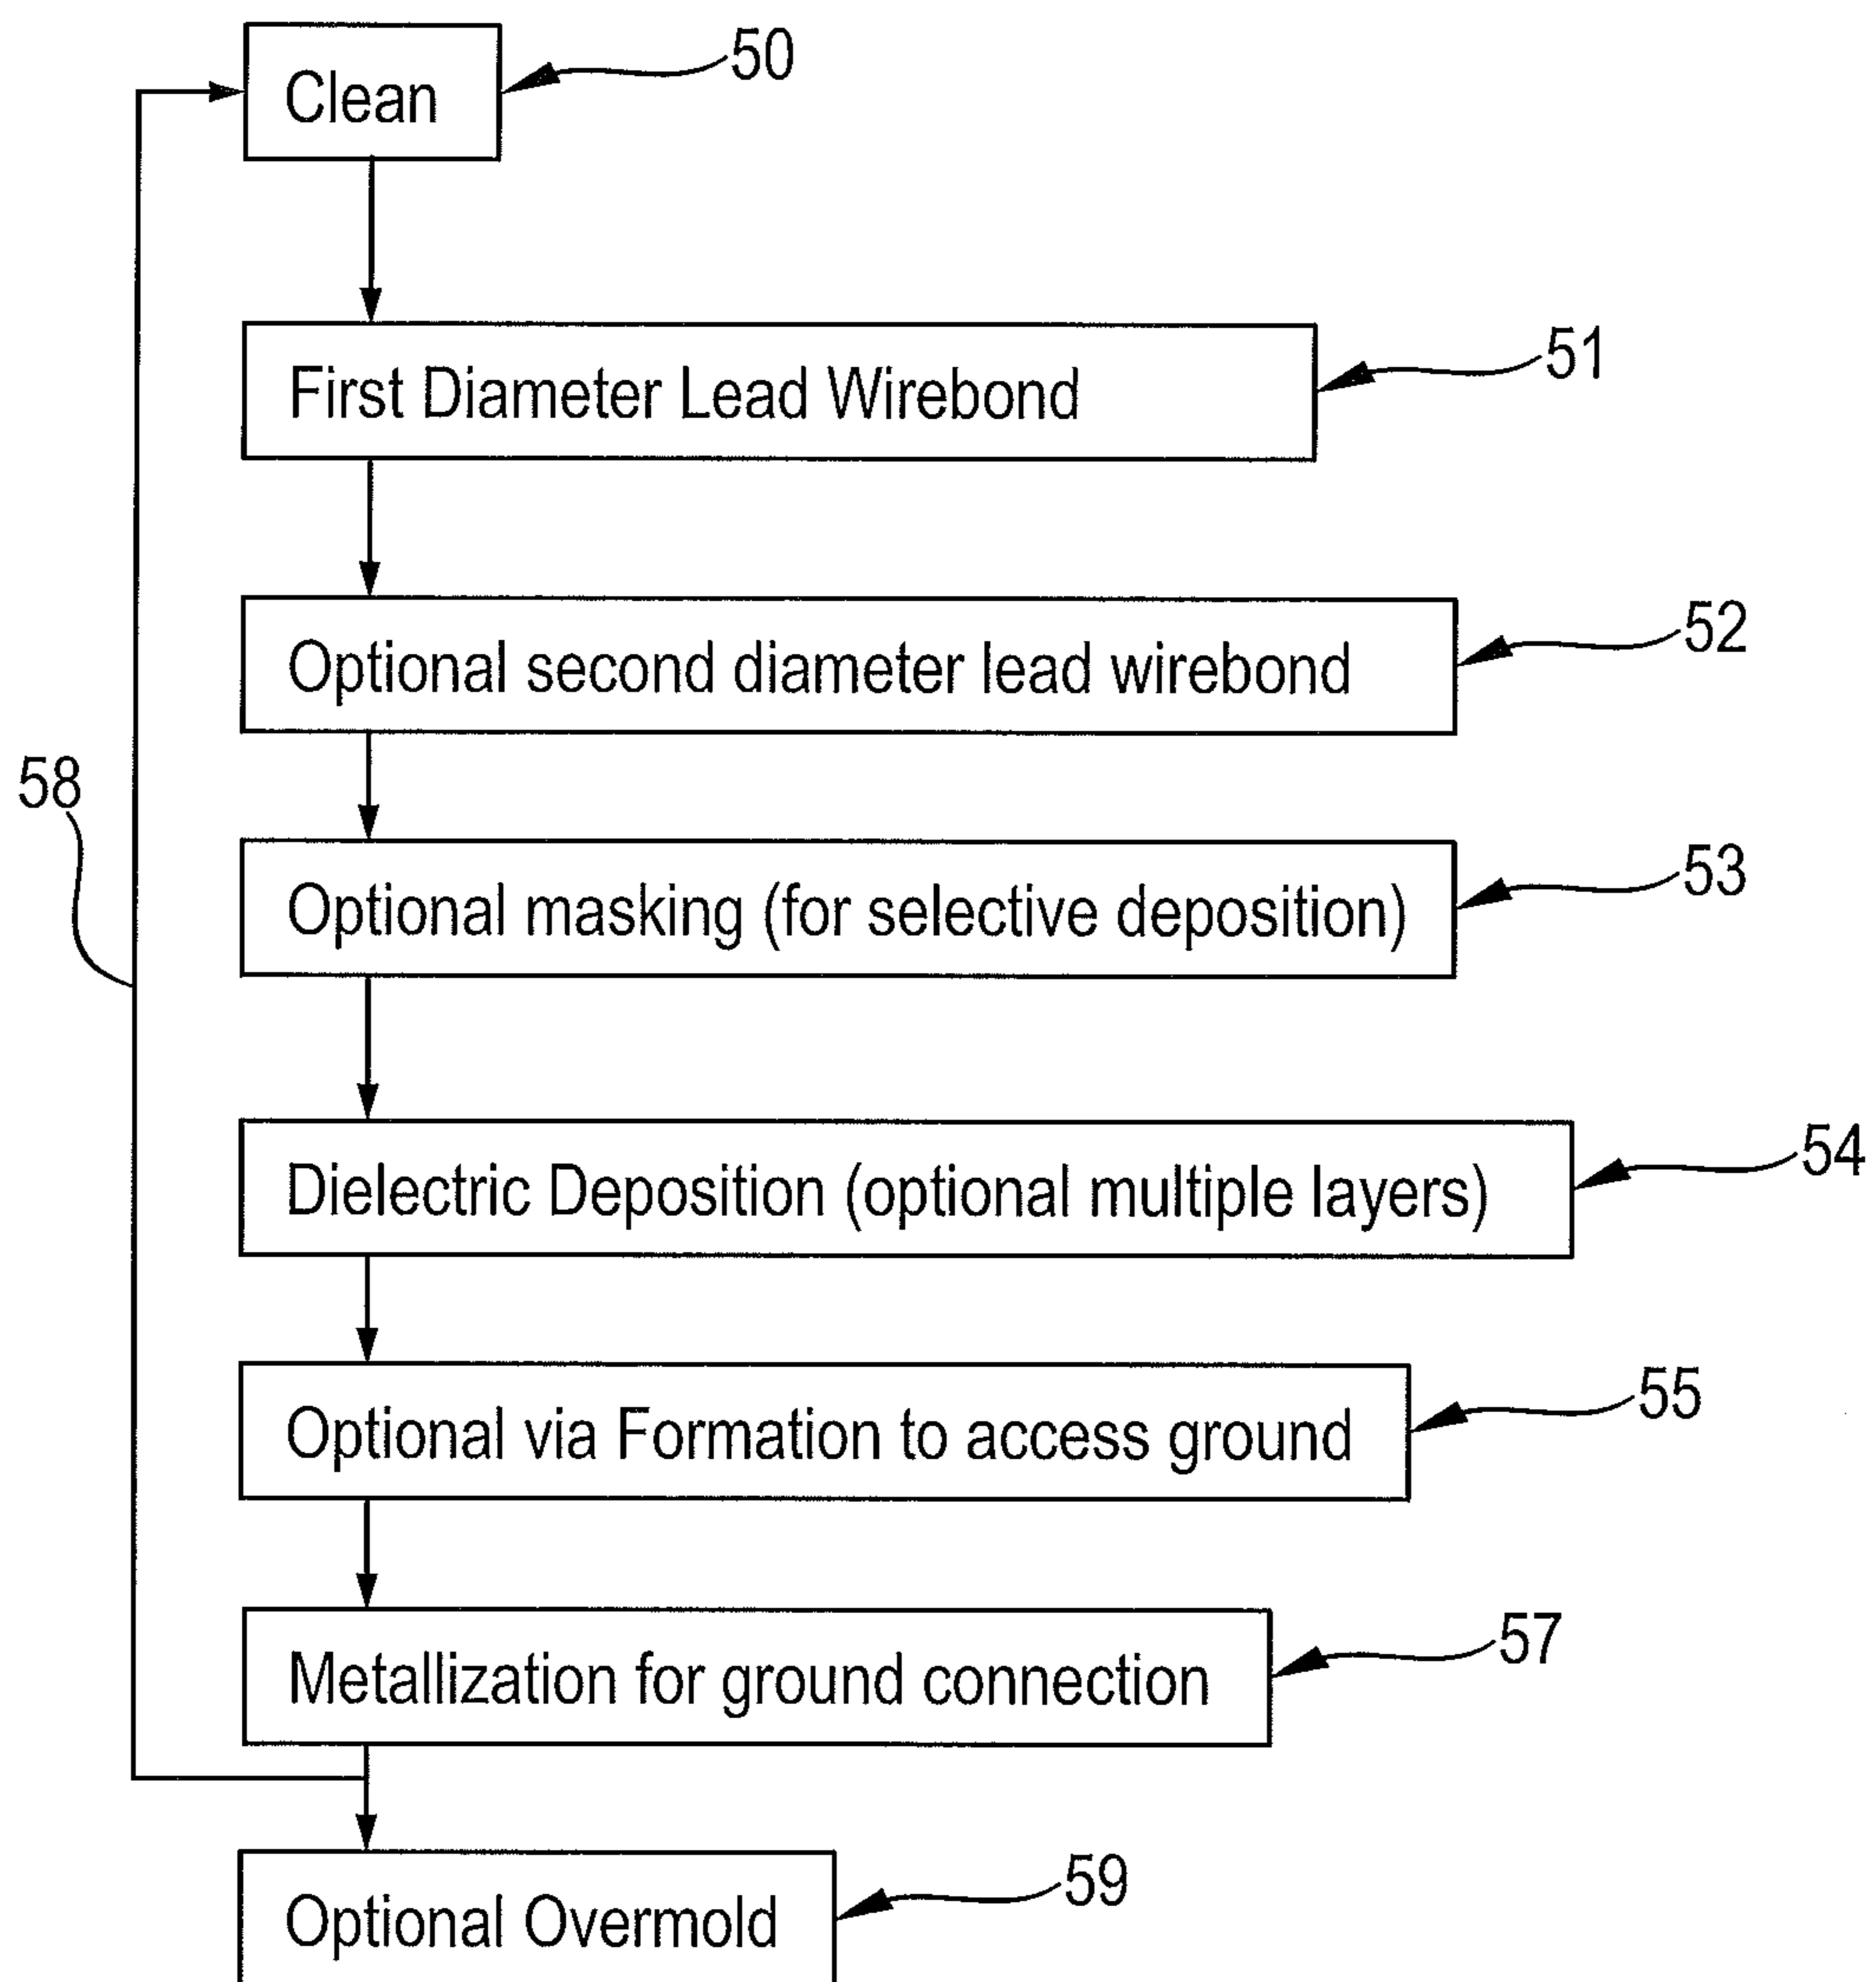 Clean
50
First Diameter Lead Wirebond
51
Optional second diameter lead wirebond
52
58
Optional masking (for selective deposition)
53
Dielectric Deposition (optional multiple layers)
54
Optional via Formation to access ground
55
Metallization for ground connection
57
Optional Overmold
59